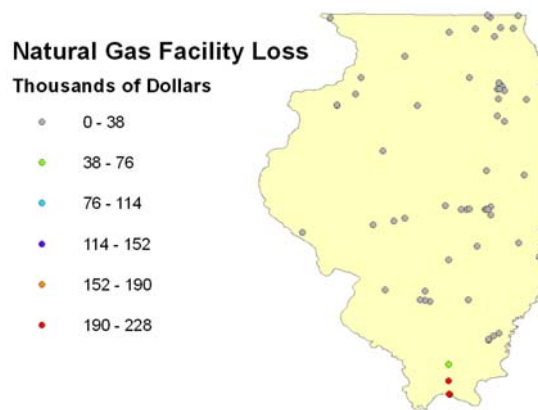 Natural Gas Facility Loss
Thousands of Dollars
0 - 38
38 - 76
76 - 114
114 - 152
152 - 190
190 - 228